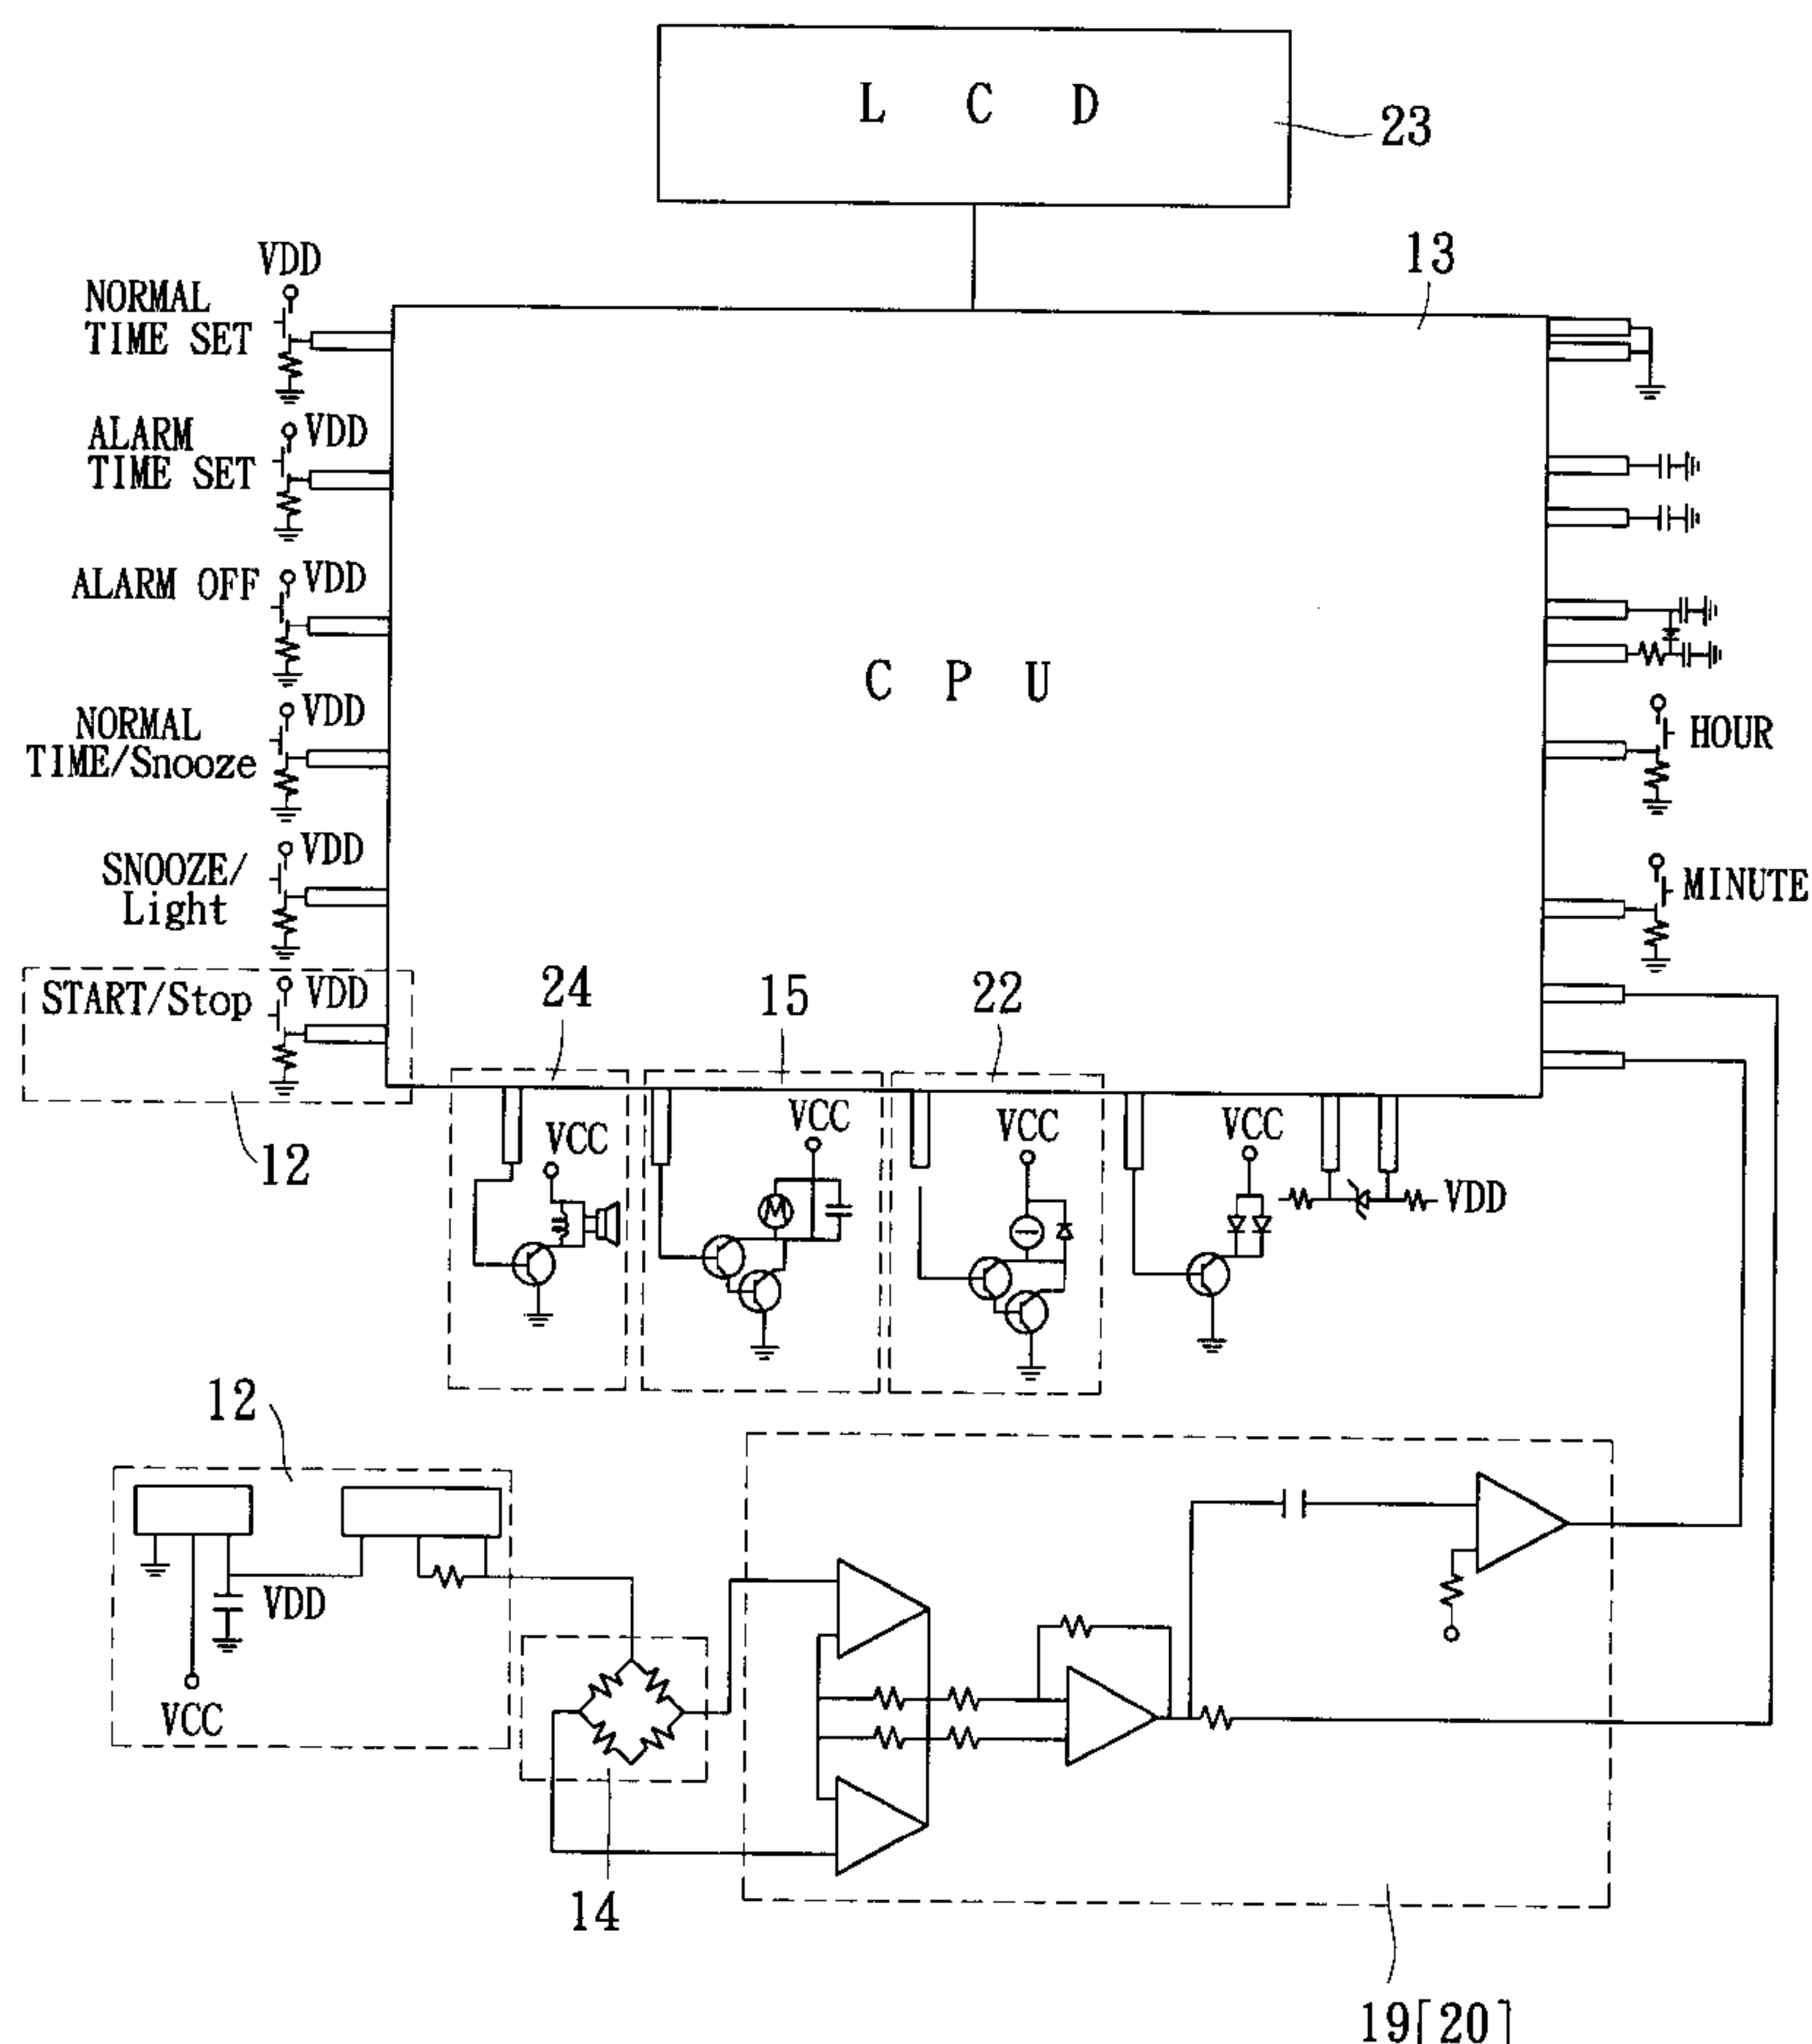 L C D
23
13
VDD
NORMAL
TIME SET
ALARM
TIME SET
VDD
ALARM OFF
VDD
NORMAL
TIME/Snooze
VDD
C P U
HOUR
SNOOZE/
Light
VDD
MINUTE
START/Stop
VDD
12
24
15
22
VCC
VCC
VCC
VCC
VDD
M
12
VDD
VCC
14
19[20]